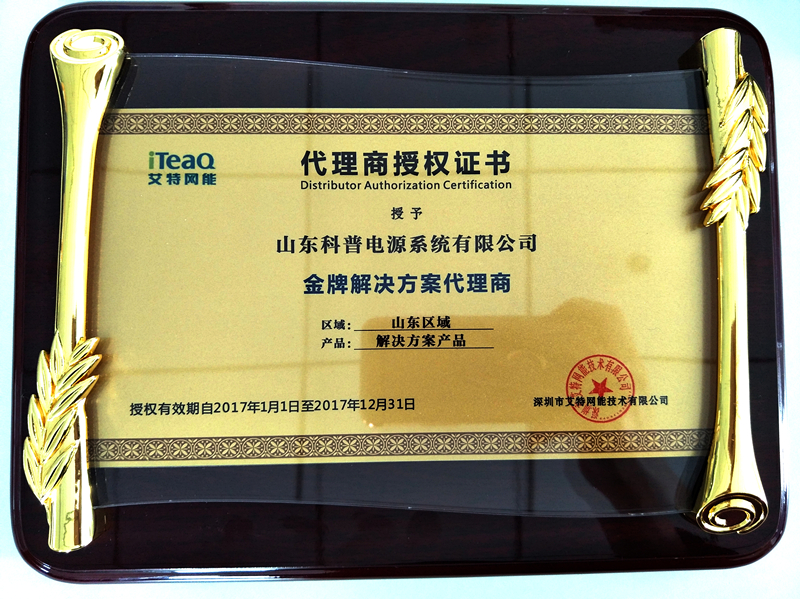 iTeaQ
艾特网能
代理商授权证书
Distributor Authorization Certification
授予
山东科普电源系统有限公司
金牌解决方案代理商
区域: 山东区域
产品: 解决方案产品
授权有效期自2017年1月1日至2017年12月31日
深圳市艾特网能技术有限公司